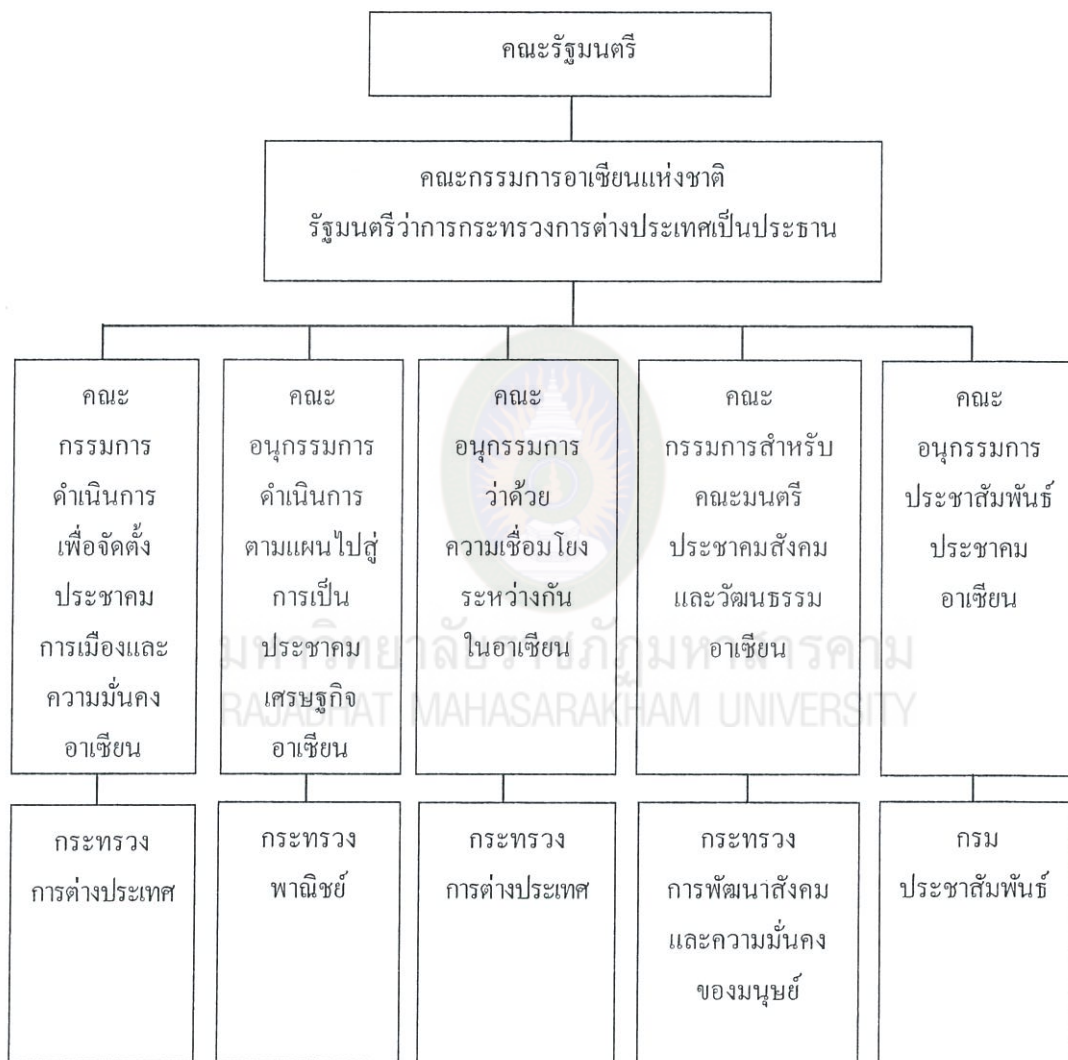 คณะรัฐมนตรี
คณะกรรมการอาเซียนแห่งชาติ
รัฐมนตรีว่าการกระทรวงการต่างประเทศเป็นประธาน
คณะ
กรรมการ
ดำเนินการ
เพื่อจัดตั้ง
ประชาคม
การเมืองและ
ความมั่นคง
อาเซียน
คณะ
อนุกรรมการ
ดำเนินการ
ตามแผนไปสู่
การเป็น
ประชาคม
เศรษฐกิจ
อาเซียน
คณะ
อนุกรรมการ
ว่าด้วย
ความเชื่อมโยง
ระหว่างกัน
ในอาเซียน
คณะ
กรรมการสำหรับ
คณะมนตรี
ประชาคมสังคม
และวัฒนธรรม
อาเซียน
คณะ
อนุกรรมการ
ประชาสัมพันธ์
ประชาคม
อาเซียน
มหาวิทยาลัยราชภัฏมหาสารคาม
RAJABHAT MAHASARAKHAM UNIVERSITY
กระทรวง
การต่างประเทศ
กระทรวง
พาณิชย์
กระทรวง
การต่างประเทศ
กระทรวง
การพัฒนาสังคม
และความมั่นคง
ของมนุษย์
กรม
ประชาสัมพันธ์